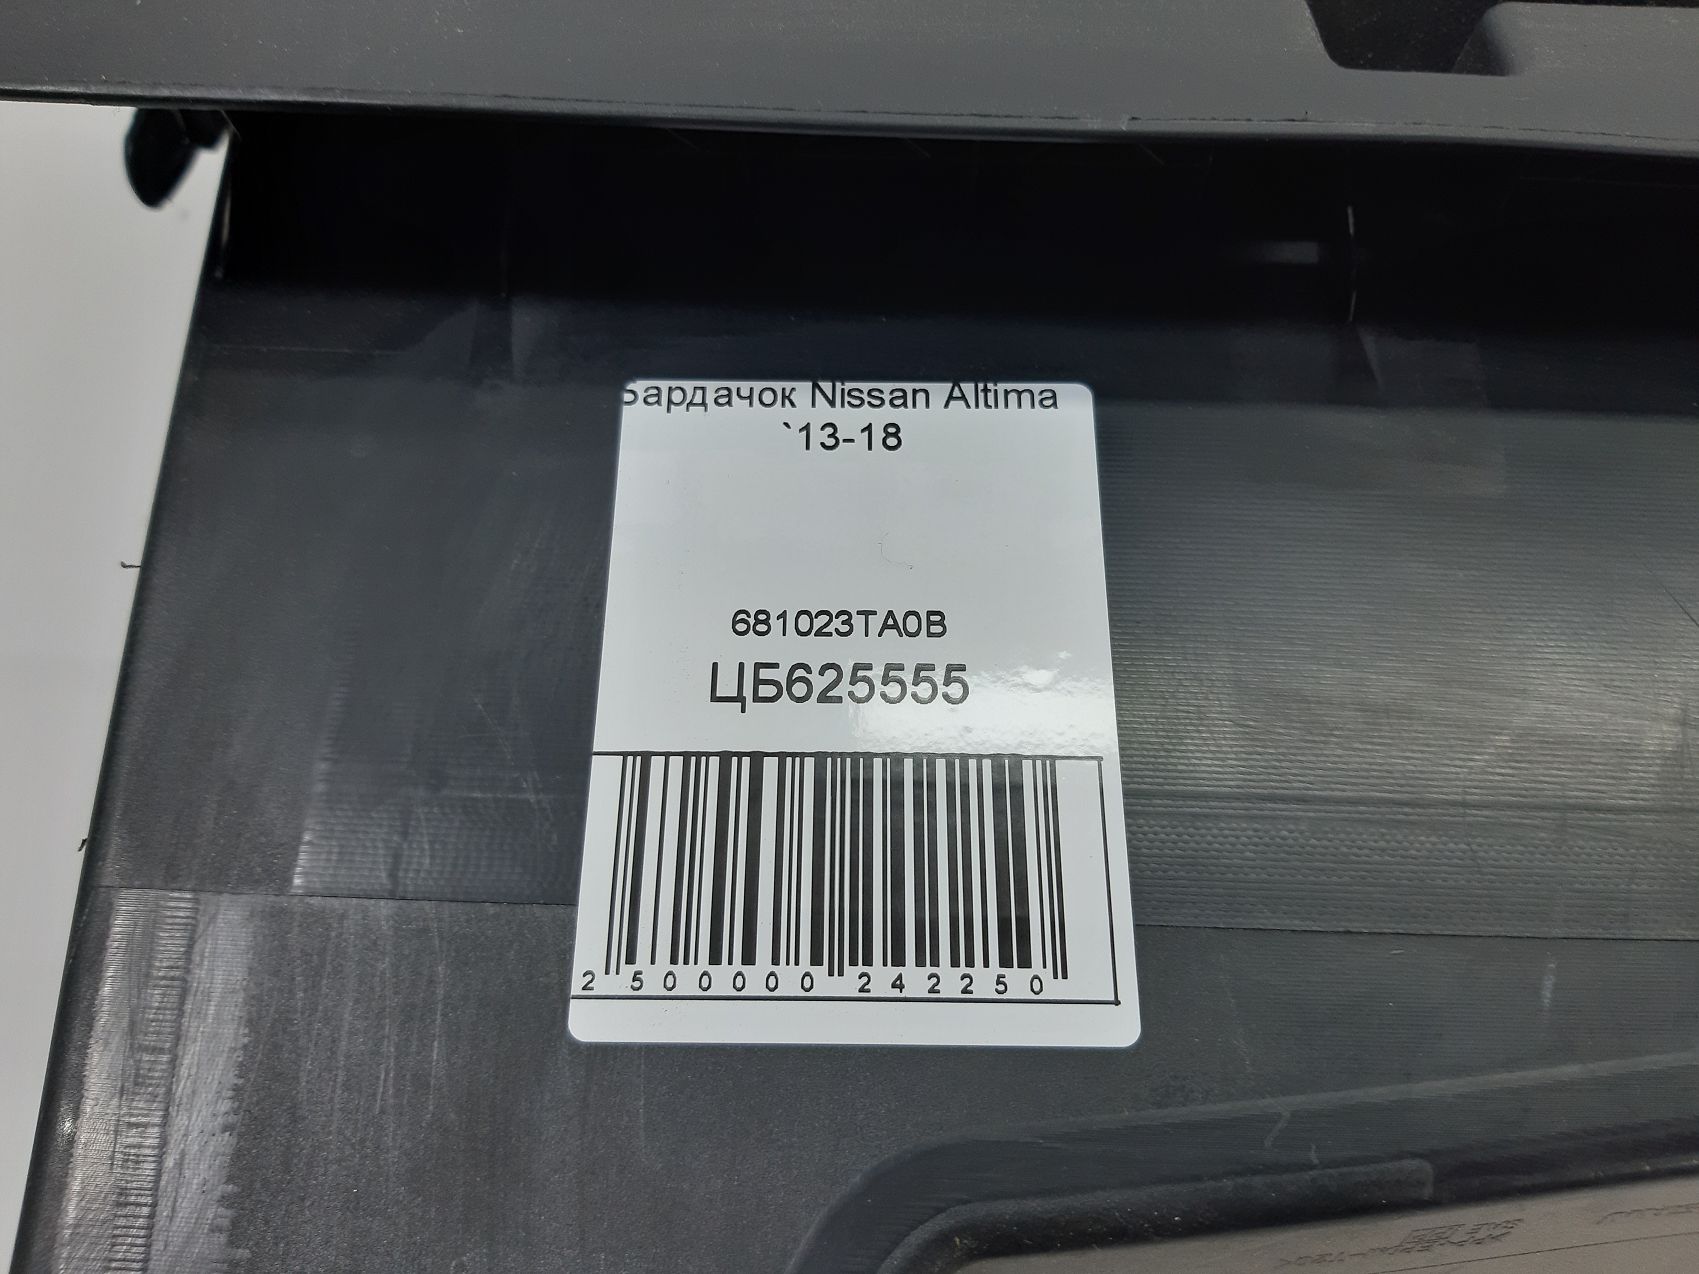 Бардачок Nissan Altima
`13-18
681023TA0B
ЦБ625555
2 500000 242250